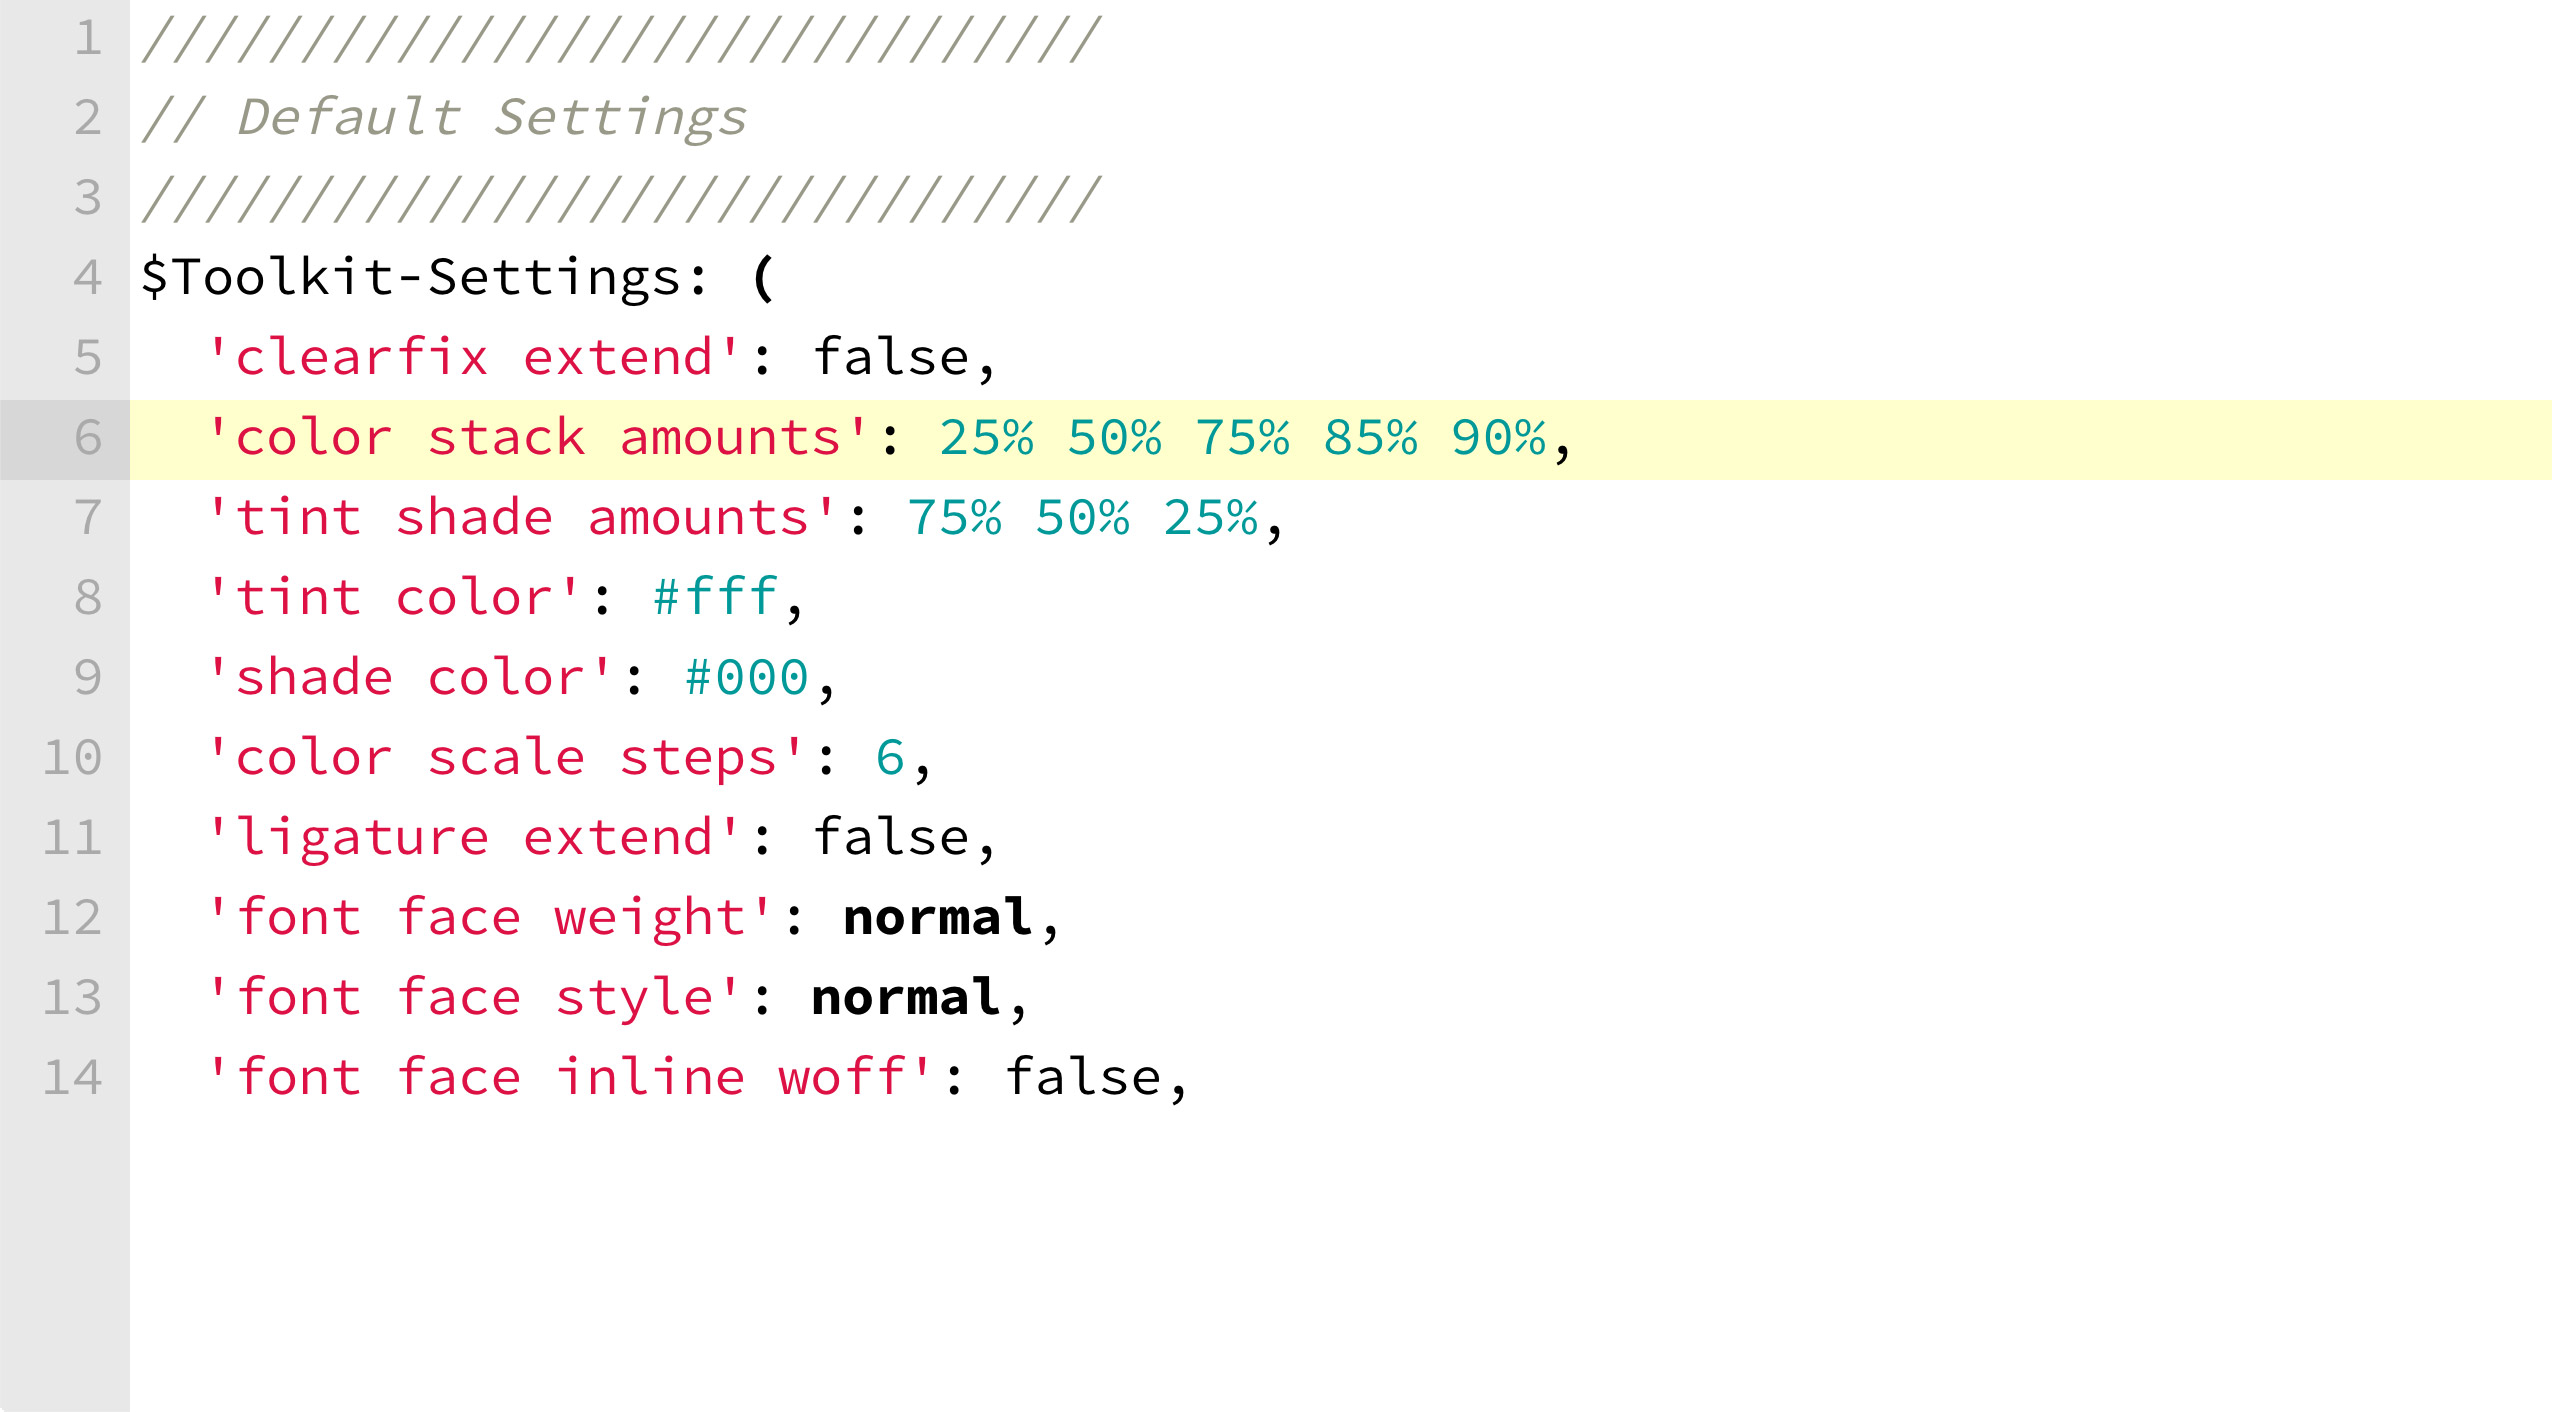 1 //////////////////////////////
2 // Default Settings
3 //////////////////////////////
4 $Toolkit-Settings: (
5   'clearfix extend': false,
6   'color stack amounts': 25% 50% 75% 85% 90%,
7   'tint shade amounts': 75% 50% 25%,
8   'tint color': #fff,
9   'shade color': #000,
10   'color scale steps': 6,
11   'ligature extend': false,
12   'font face weight': normal,
13   'font face style': normal,
14   'font face inline woff': false,